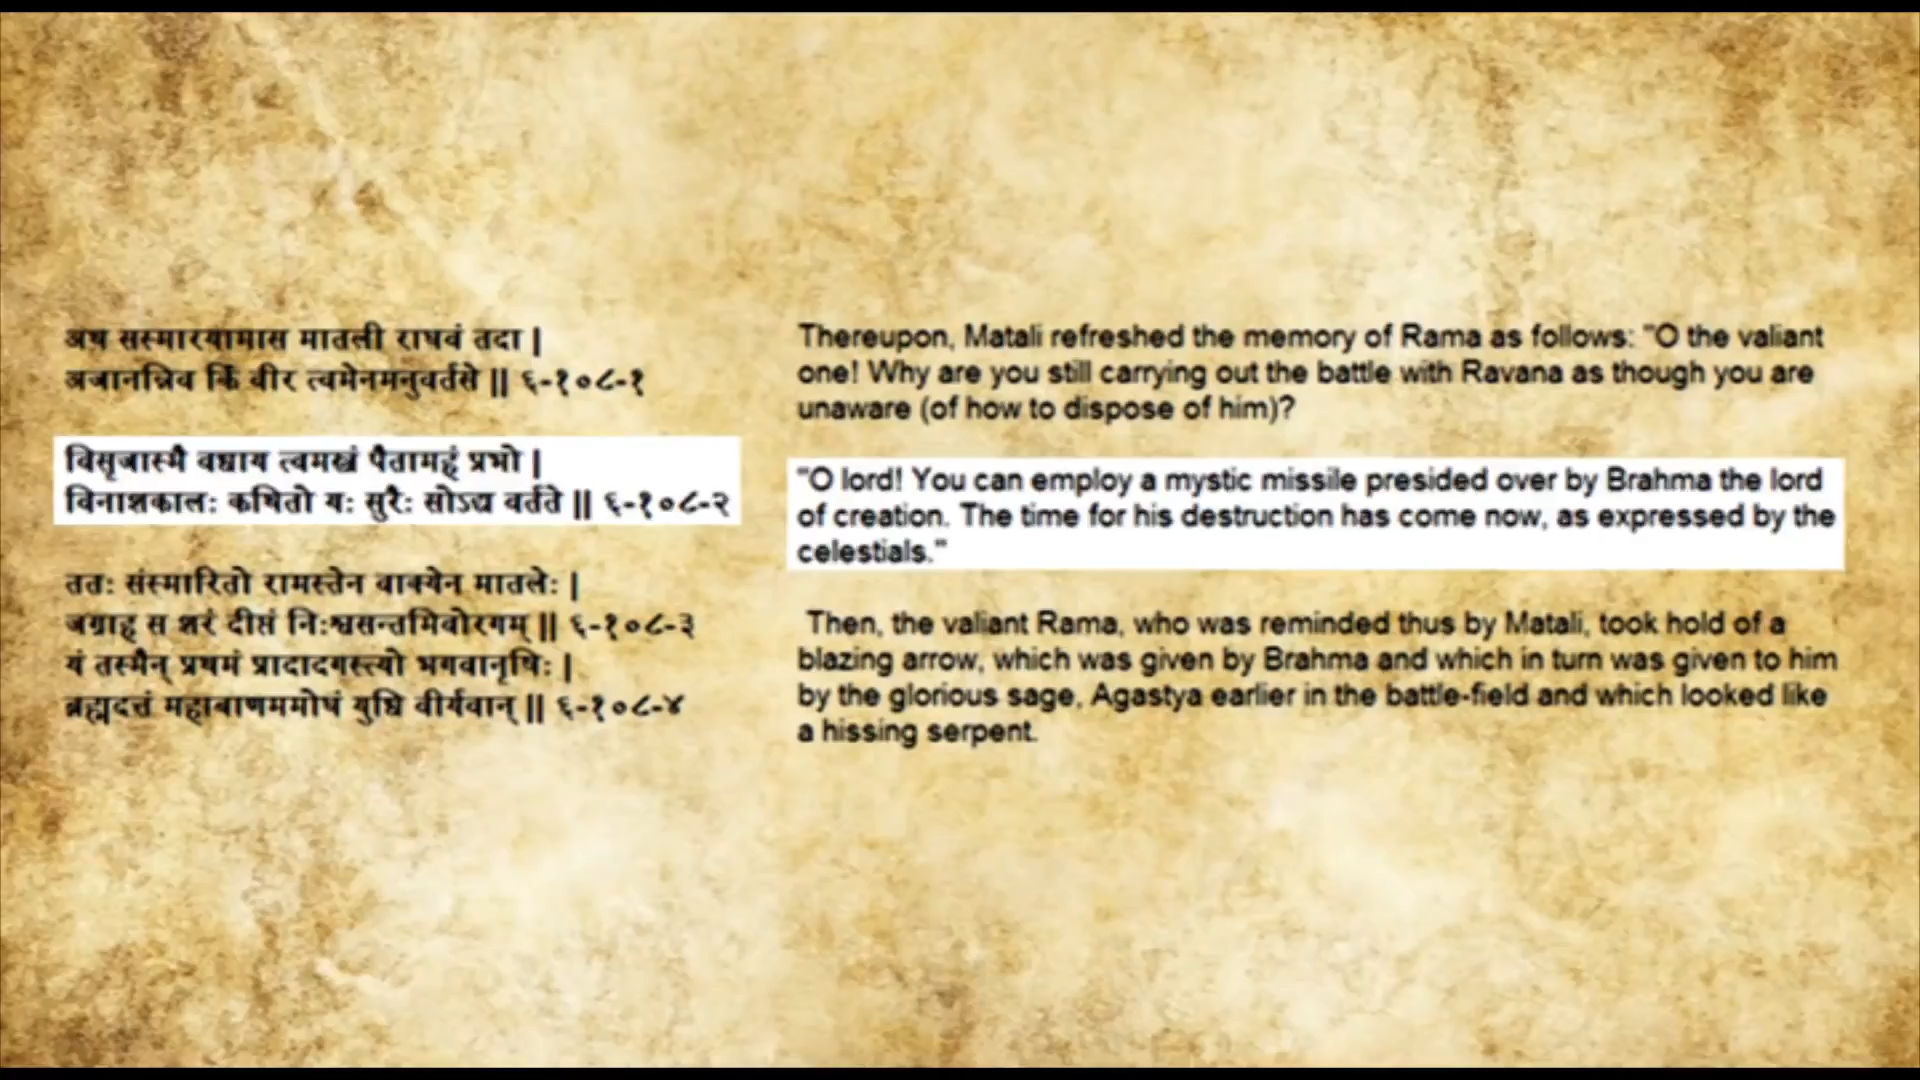 अथ सस्मारयामास मातली राघवं तदा |
अजानन्निव किं वीर त्वमेनमनुवर्तसे || ६-१०८-१
विसृजास्मै वधाय त्वमस्त्रं पैतामहं प्रभो |
विनाशकालः कथितो यः सुरैः सोऽद्य वर्तते || ६-१०८-२
ततः संस्मारितो रामस्तेन वाक्येन मातलेः |
जग्राह स शरं दीप्तं निःश्वसन्तमिवोरगम् || ६-१०८-३
यं तस्मैन् प्रथमं प्रादादगस्त्यो भगवानृषिः |
ब्रह्मदत्तं महाबाणममोघं युधि वीर्यवान् || ६-१०८-४
Thereupon, Matali refreshed the memory of Rama as follows: "O the valiant
one! Why are you still carrying out the battle with Ravana as though you are
unaware (of how to dispose of him)?
"O lord! You can employ a mystic missile presided over by Brahma the lord
of creation. The time for his destruction has come now, as expressed by the
celestials."
Then, the valiant Rama, who was reminded thus by Matali, took hold of a
blazing arrow, which was given by Brahma and which in turn was given to him
by the glorious sage, Agastya earlier in the battle-field and which looked like
a hissing serpent.